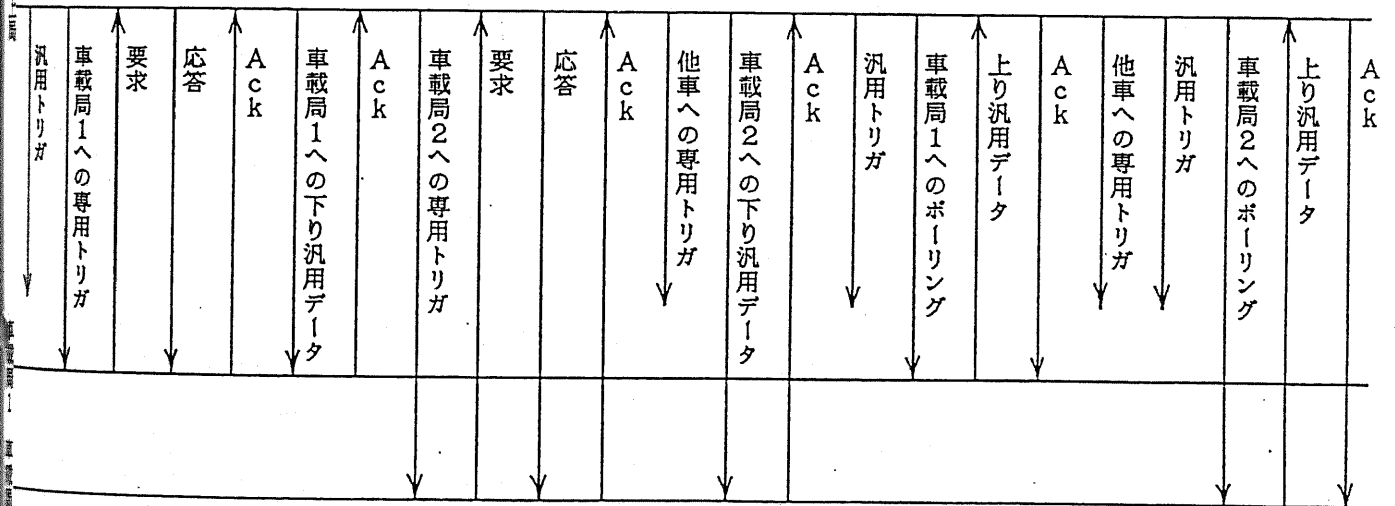 汎用トリガ
車載局1への専用トリガ
要求
応答
Ack
車載局1への下り汎用データ
Ack
車載局2への専用トリガ
要求
応答
Ack
他車への専用トリガ
車載局2への下り汎用データ
Ack
汎用トリガ
車載局1へのポーリング
上り汎用データ
Ack
他車への専用トリガ
汎用トリガ
車載局2へのポーリング
上り汎用データ
Ack
車載局1